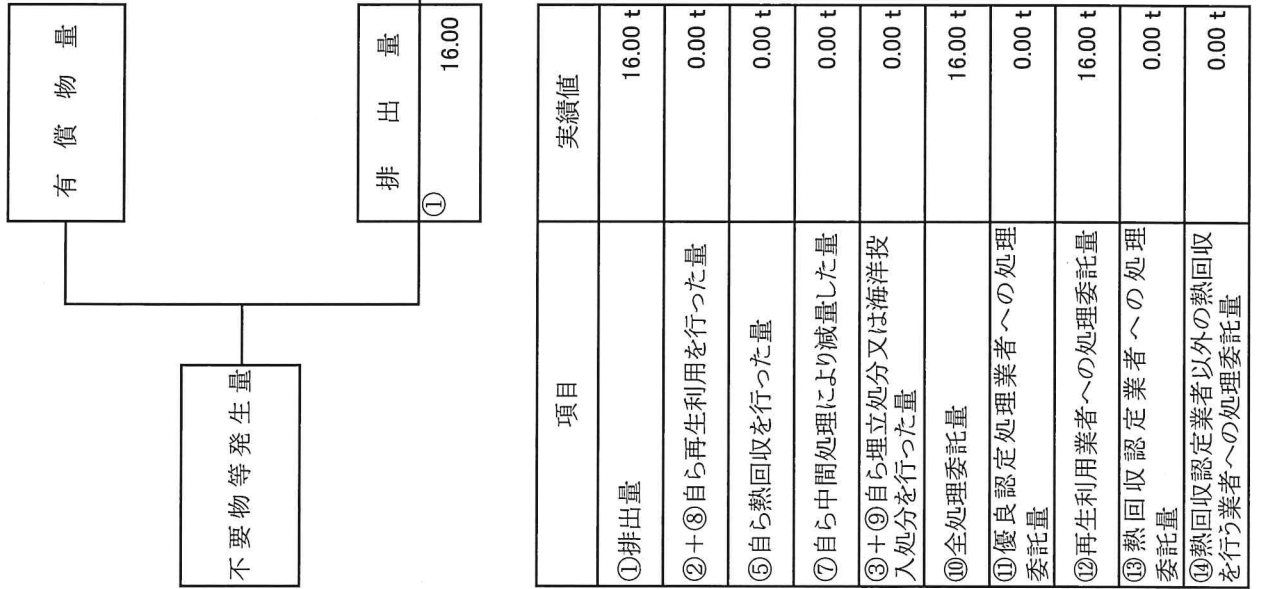 有償物量
不要物等発生量
排出量
①
16.00
項目 実績値
①排出量 16.00 t
②+⑧自ら再生利用を行った量 0.00 t
⑤自ら熱回収を行った量 0.00 t
⑦自ら中間処理により減量した量 0.00 t
③+⑨自ら埋立処分又は海洋投
入処分を行った量 0.00 t
⑩全処理委託量 16.00 t
⑪優良認定処理業者への処理
委託量 0.00 t
⑫再生利用業者への処理委託量 16.00 t
⑬熱回収認定業者への処理
委託量 0.00 t
⑭熱回収認定業者以外の熱回収
を行う業者への処理委託量 0.00 t